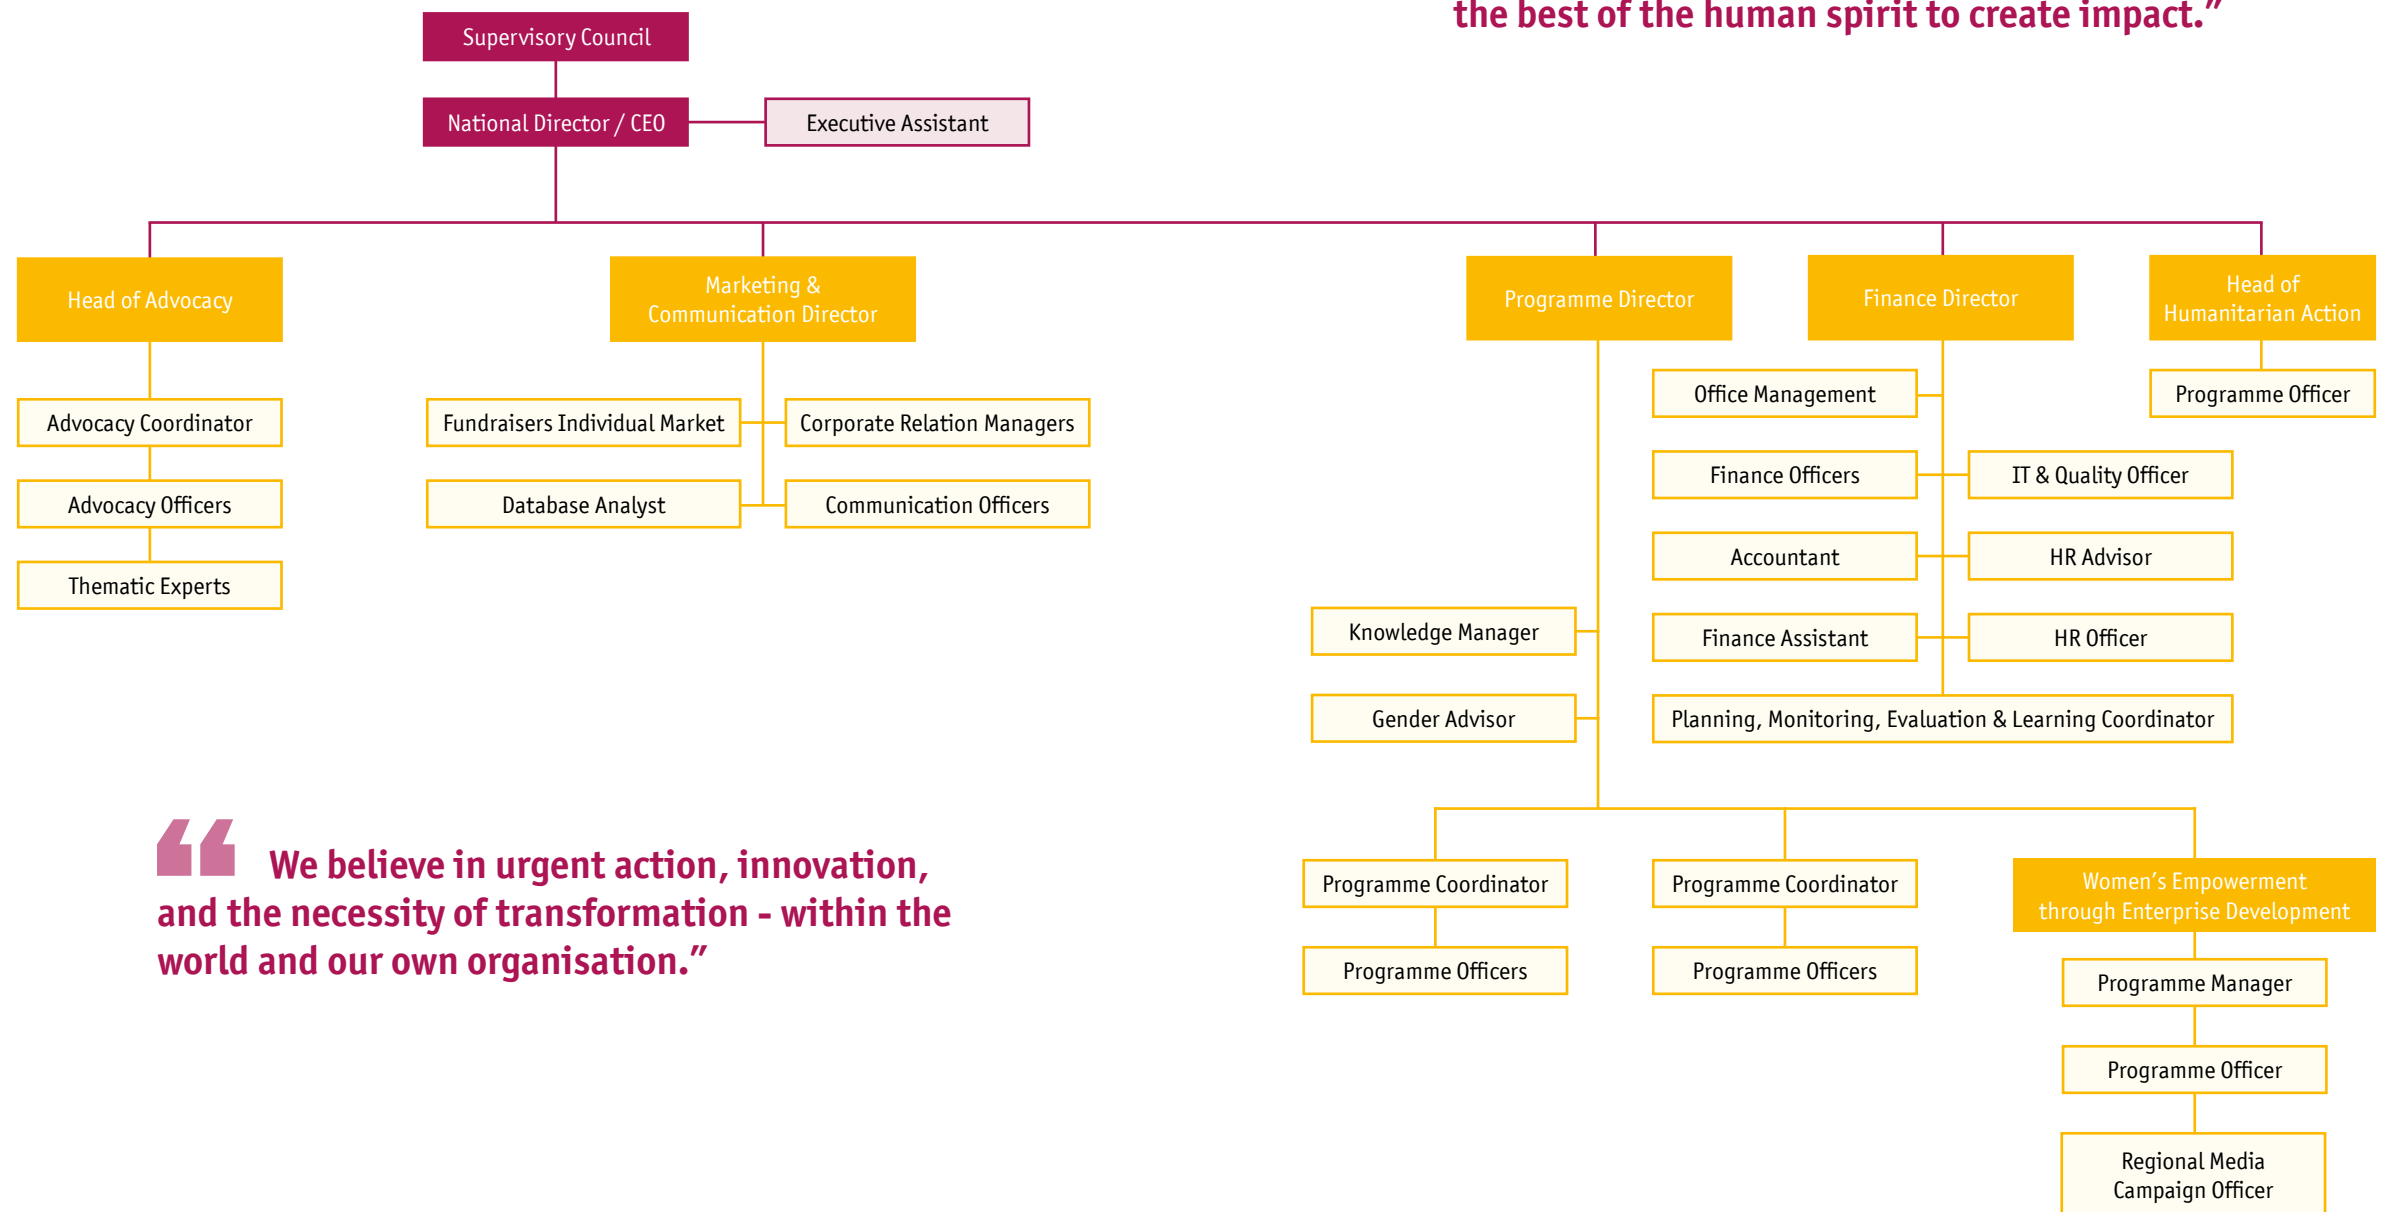 the best of the human spirit to create impact.”
Supervisory Council
National Director / CEO
Executive Assistant
Head of Advocacy
Marketing &
Communication Director
Programme Director
Finance Director
Head of
Humanitarian Action
Advocacy Coordinator
Advocacy Officers
Thematic Experts
Fundraisers Individual Market
Corporate Relation Managers
Database Analyst
Communication Officers
Knowledge Manager
Gender Advisor
Office Management
Finance Officers
IT & Quality Officer
Accountant
HR Advisor
Finance Assistant
HR Officer
Planning, Monitoring, Evaluation & Learning Coordinator
Programme Officer
Programme Coordinator
Programme Officers
Programme Coordinator
Programme Officers
Women’s Empowerment
through Enterprise Development
Programme Manager
Programme Officer
Regional Media
Campaign Officer
“ We believe in urgent action, innovation,
and the necessity of transformation - within the
world and our own organisation.”